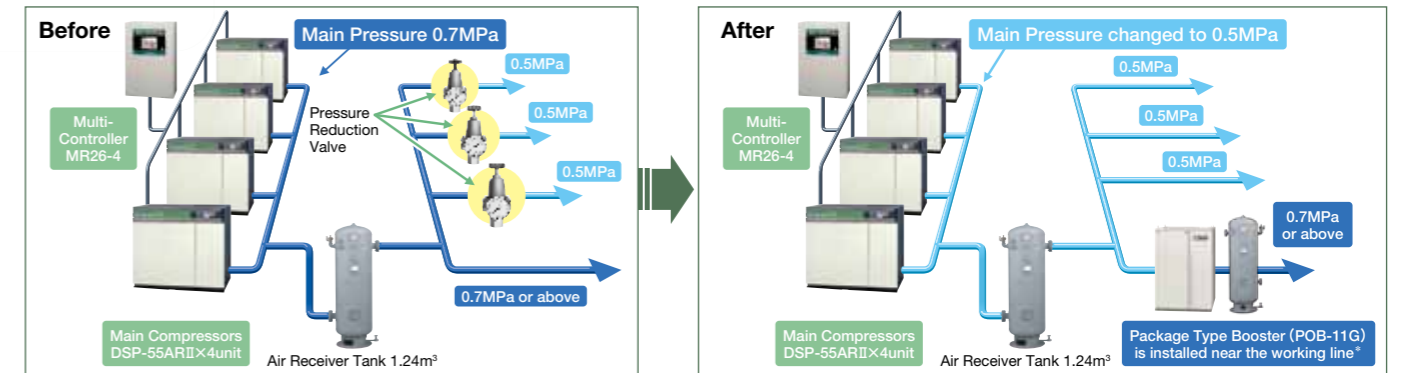 Before
Main Pressure 0.7MPa
0.5MPa
0.5MPa
0.5MPa
Pressure
Reduction
Valve
Multi-
Controller
MR26-4
0.7MPa or above
Main Compressors
DSP-55ARⅡ×4unit
Air Receiver Tank 1.24m³
After
Main Pressure changed to 0.5MPa
0.5MPa
0.5MPa
0.5MPa
Multi-
Controller
MR26-4
0.7MPa
or above
Main Compressors
DSP-55ARⅡ×4unit
Air Receiver Tank 1.24m³
Package Type Booster (POB-11G)
is installed near the working line*